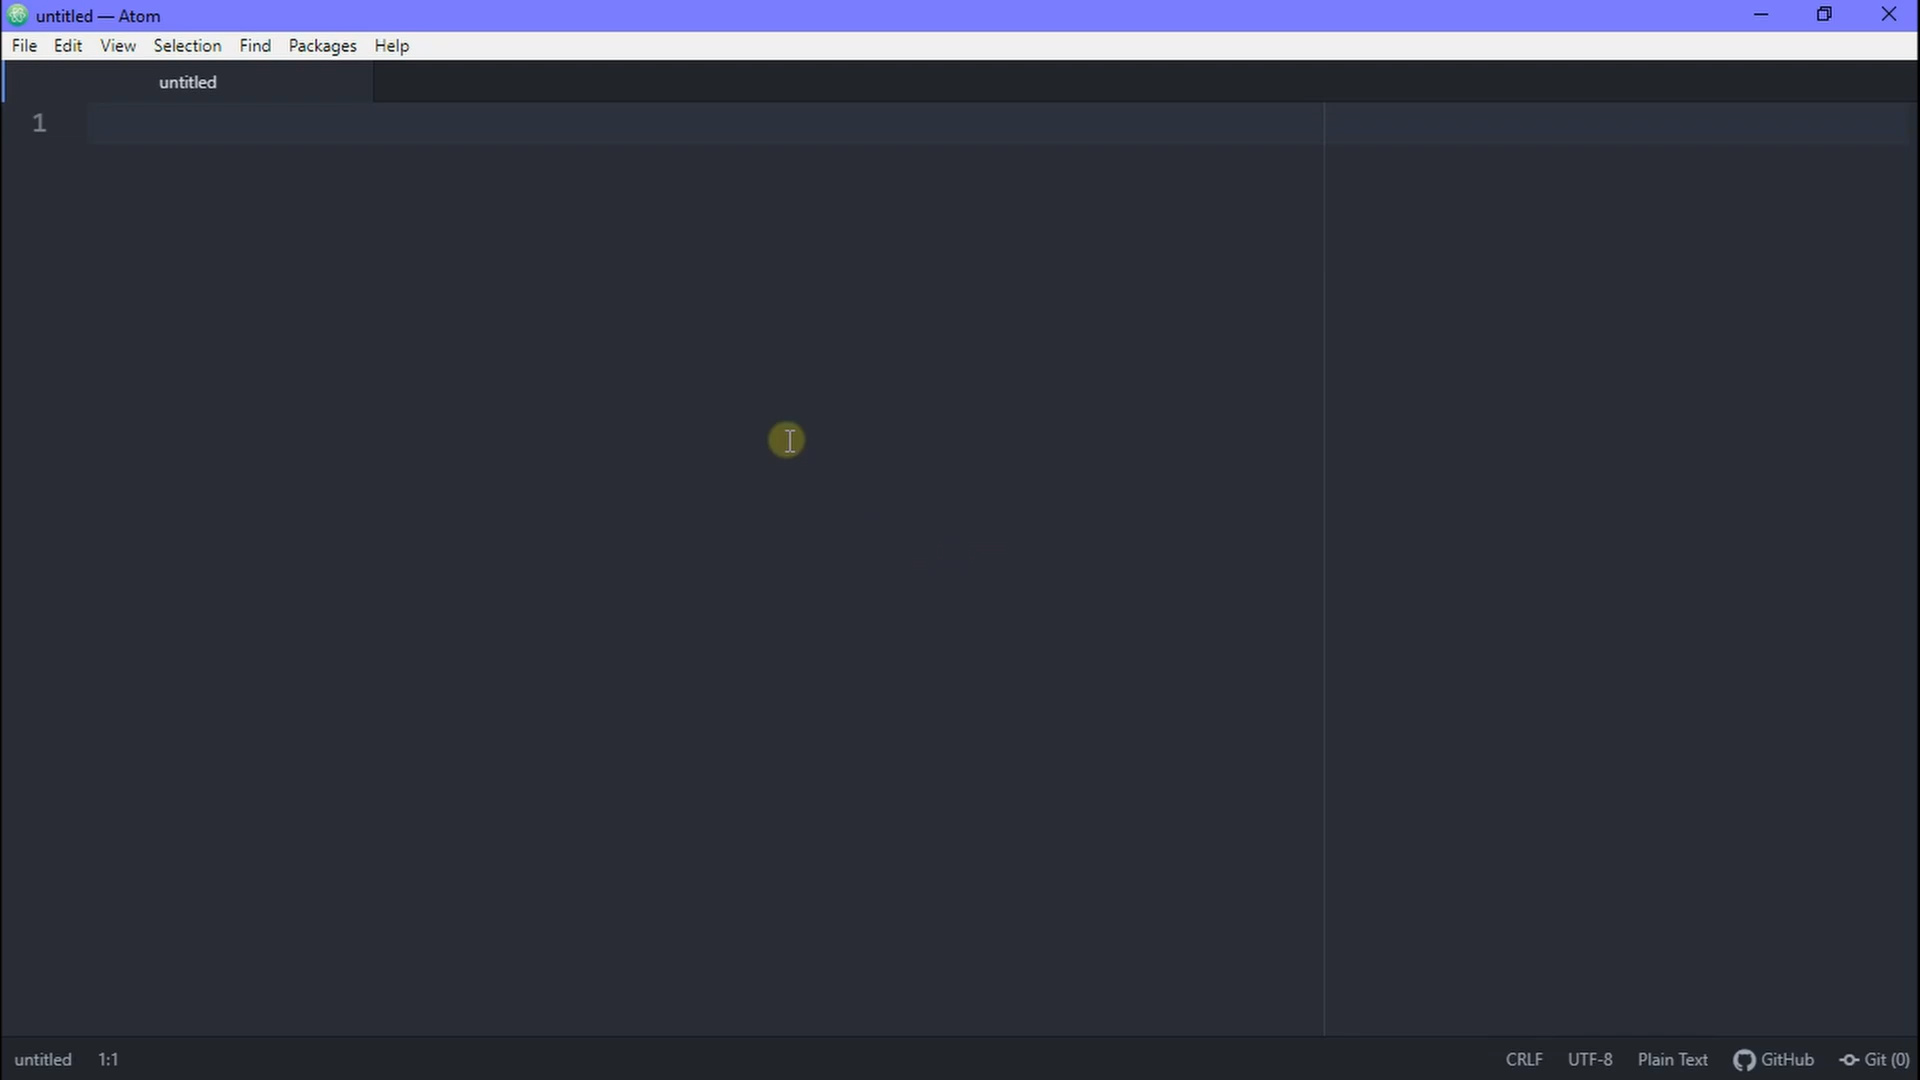 untitled — Atom
File Edit View Selection Find Packages Help
untitled
1
untitled 1:1 CRLF UTF-8 Plain Text GitHub Git (0)